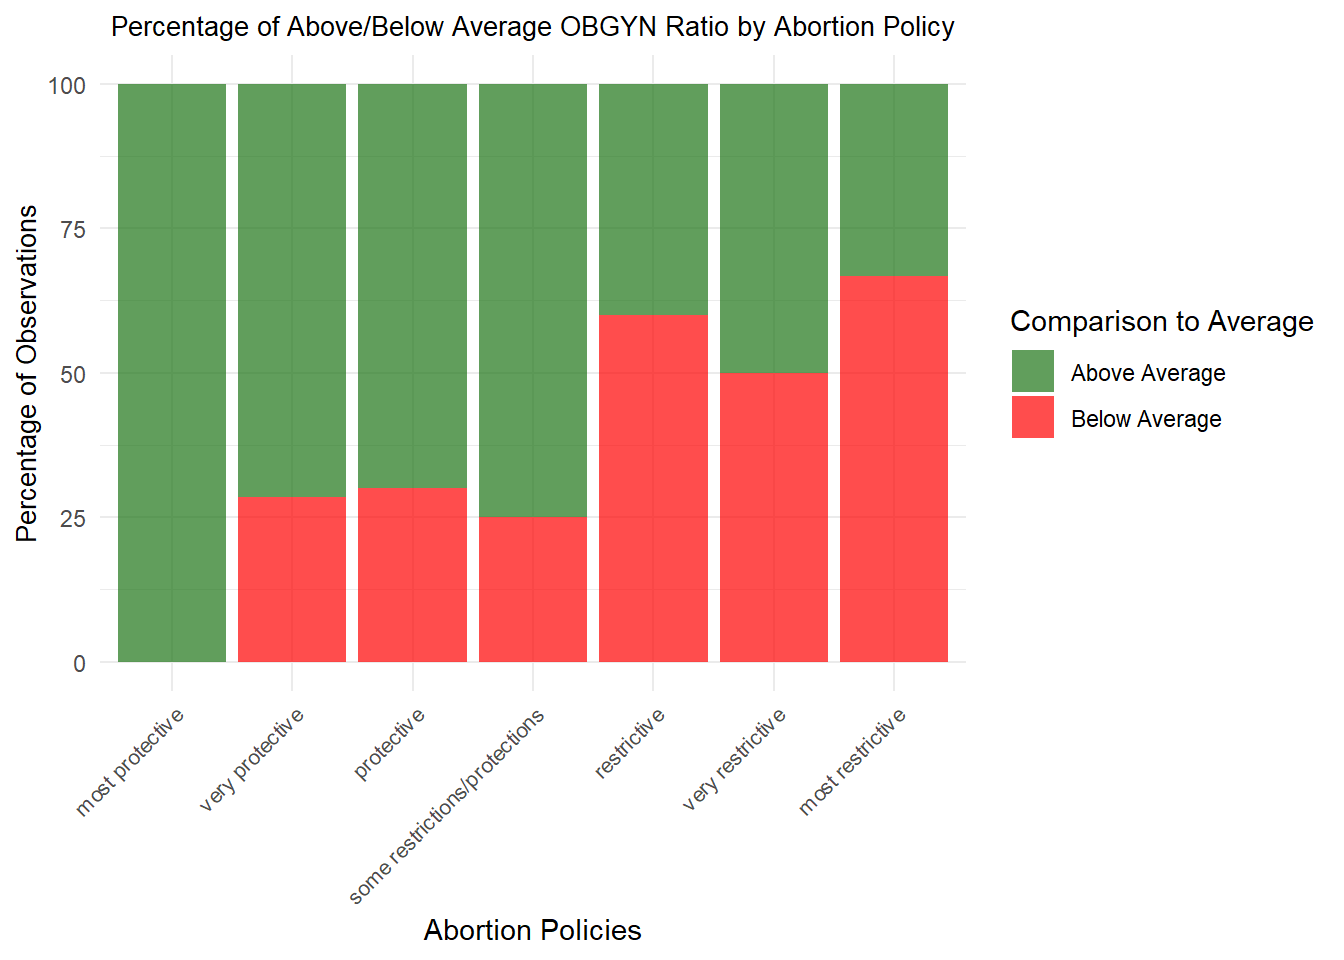 Percentage of Above/Below Average OBGYN Ratio by Abortion Policy
Percentage of Observations
100
75
50
25
0
most protective
very protective
protective
some restrictions/protections
restrictive
very restrictive
most restrictive
Abortion Policies
Comparison to Average
Above Average
Below Average